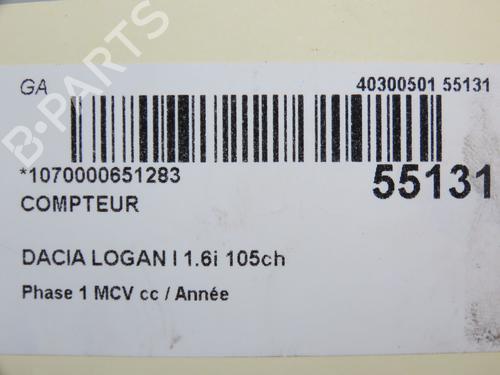 GA
40300501 55131
B-PARTS
*1070000651283
55131
COMPTEUR
DACIA LOGAN I 1.6i 105ch
Phase 1 MCV cc / Année